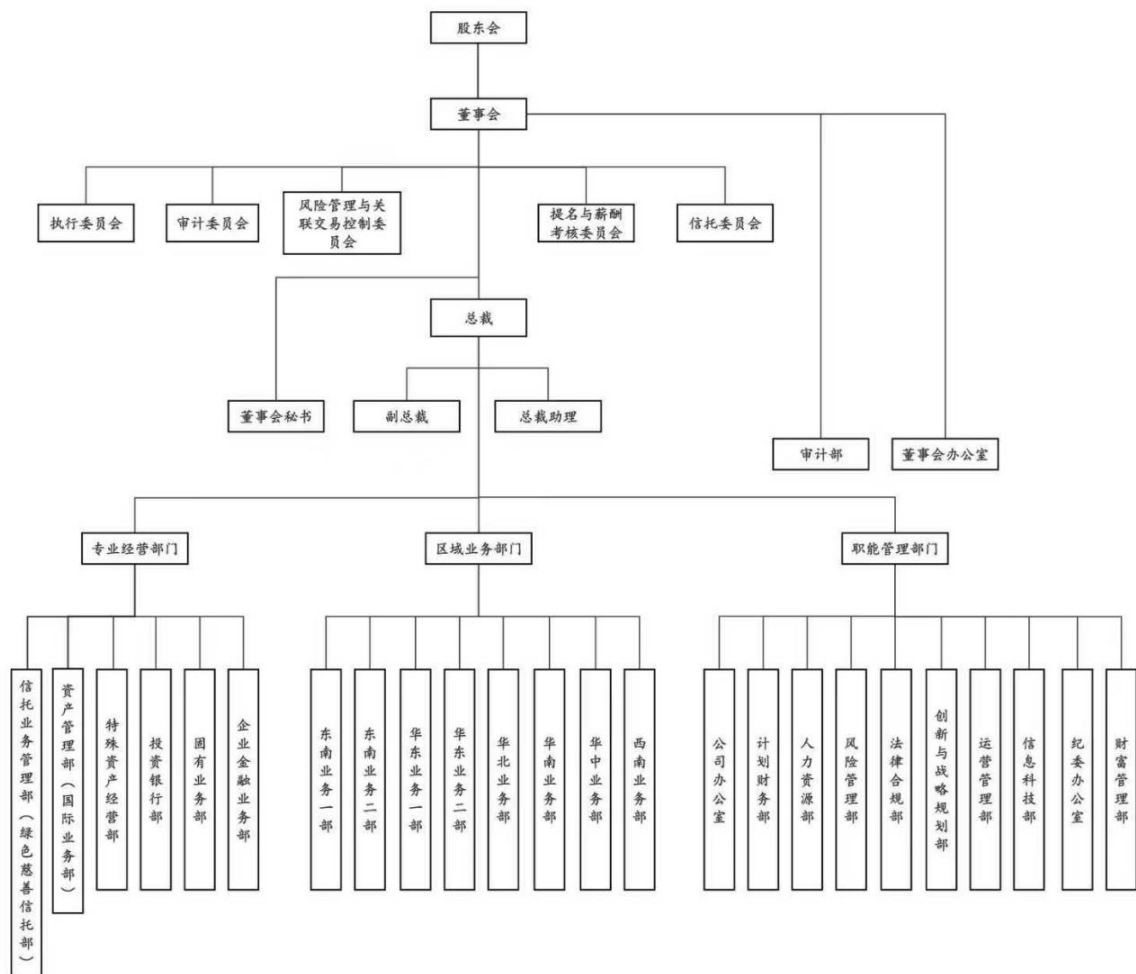 股东会
董事会
执行委员会
审计委员会
风险管理与关
联交易控制委
员会
提名与薪酬
考核委员会
信托委员会
总裁
董事会秘书
副总裁
总裁助理
审计部
董事会办公室
专业经营部门
区域业务部门
职能管理部门
信托业务管理部（绿色慈善信托部）
资产管理部（国际业务部）
特殊资产经营部
投资银行部
固有业务部
企业金融业务部
东南业务一部
东南业务二部
华东业务一部
华东业务二部
华北业务部
华南业务部
华中业务部
西南业务部
公司办公室
计划财务部
人力资源部
风险管理部
法律合规部
创新与战略规划部
运营管理部
信息科技部
纪委办公室
财富管理部